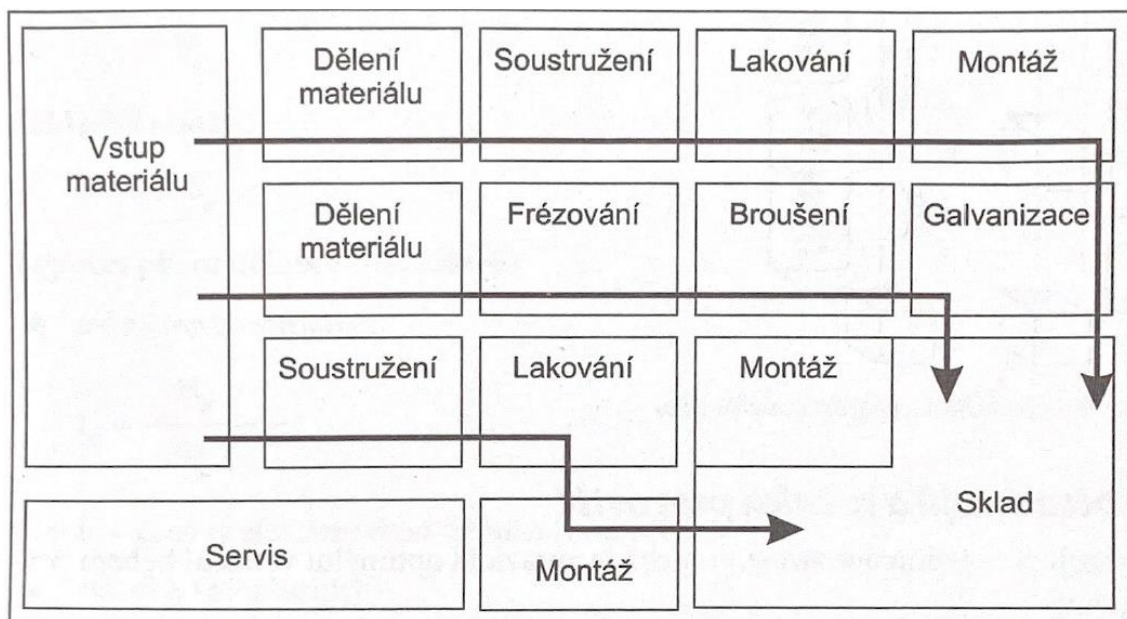 Vstup
materiálu
Dělení
materiálu
Soustružení
Lakování
Montáž
Dělení
materiálu
Frézování
Broušení
Galvanizace
Soustružení
Lakování
Montáž
Sklad
Servis
Montáž